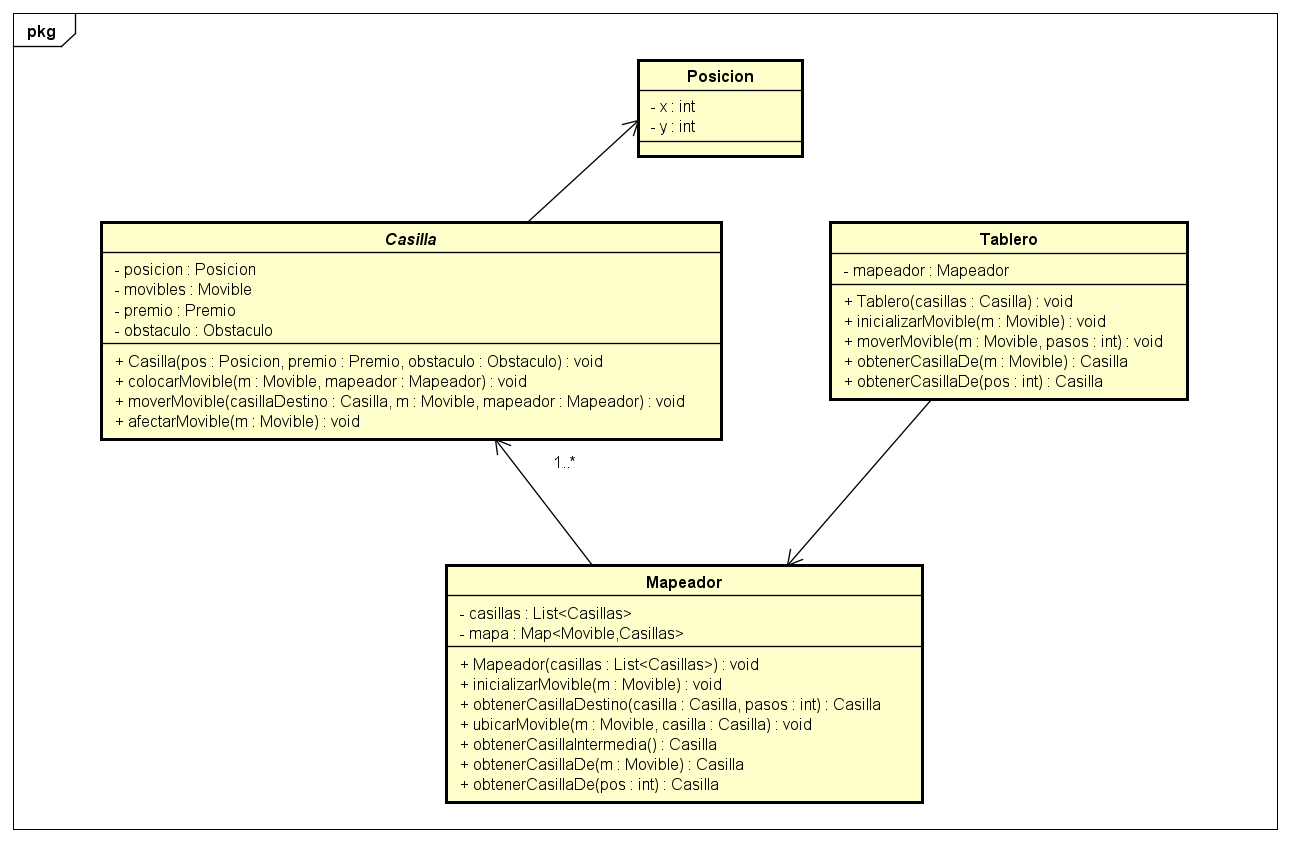 pkg
Posicion
- x : int
- y : int
Casilla
- posicion : Posicion
- movibles : Movible
- premio : Premio
- obstaculo : Obstaculo
+ Casilla(pos : Posicion, premio : Premio, obstaculo : Obstaculo) : void
+ colocarMovible(m : Movible, mapeador : Mapeador) : void
+ moverMovible(casillaDestino : Casilla, m : Movible, mapeador : Mapeador) : void
+ afectarMovible(m : Movible) : void
Tablero
- mapeador : Mapeador
+ Tablero(casillas : Casilla) : void
+ inicializarMovible(m : Movible) : void
+ moverMovible(m : Movible, pasos : int) : void
+ obtenerCasillaDe(m : Movible) : Casilla
+ obtenerCasillaDe(pos : int) : Casilla
1..*
Mapeador
- casillas : List<Casillas>
- mapa : Map<Movible,Casillas>
+ Mapeador(casillas : List<Casillas>) : void
+ inicializarMovible(m : Movible) : void
+ obtenerCasillaDestino(casilla : Casilla, pasos : int) : Casilla
+ ubicarMovible(m : Movible, casilla : Casilla) : void
+ obtenerCasillaIntermedia() : Casilla
+ obtenerCasillaDe(m : Movible) : Casilla
+ obtenerCasillaDe(pos : int) : Casilla